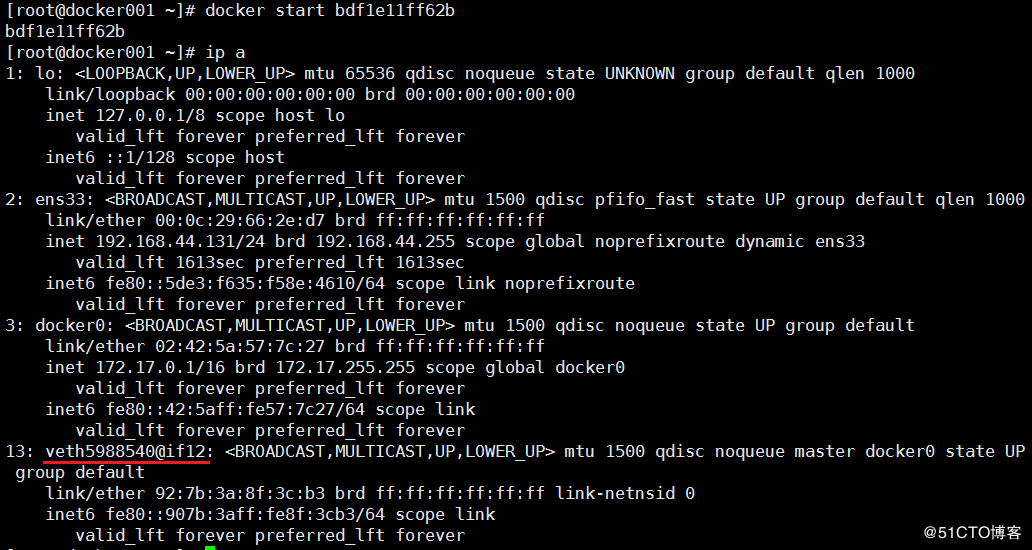 [root@docker001 ~]# docker start bdf1e11ff62b
bdf1e11ff62b
[root@docker001 ~]# ip a
1: lo: <LOOPBACK,UP,LOWER_UP> mtu 65536 qdisc noqueue state UNKNOWN group default qlen 1000
    link/loopback 00:00:00:00:00:00 brd 00:00:00:00:00:00
    inet 127.0.0.1/8 scope host lo
       valid_lft forever preferred_lft forever
    inet6 ::1/128 scope host
       valid_lft forever preferred_lft forever
2: ens33: <BROADCAST,MULTICAST,UP,LOWER_UP> mtu 1500 qdisc pfifo_fast state UP group default qlen 1000
    link/ether 00:0c:29:66:2e:d7 brd ff:ff:ff:ff:ff:ff
    inet 192.168.44.131/24 brd 192.168.44.255 scope global noprefixroute dynamic ens33
       valid_lft 1613sec preferred_lft 1613sec
    inet6 fe80::5de3:f635:f58e:4610/64 scope link noprefixroute
       valid_lft forever preferred_lft forever
3: docker0: <BROADCAST,MULTICAST,UP,LOWER_UP> mtu 1500 qdisc noqueue state UP group default
    link/ether 02:42:5a:57:7c:27 brd ff:ff:ff:ff:ff:ff
    inet 172.17.0.1/16 brd 172.17.255.255 scope global docker0
       valid_lft forever preferred_lft forever
    inet6 fe80::42:5aff:fe57:7c27/64 scope link
       valid_lft forever preferred_lft forever
13: veth5988540@if12: <BROADCAST,MULTICAST,UP,LOWER_UP> mtu 1500 qdisc noqueue master docker0 state UP
 group default
    link/ether 92:7b:3a:8f:3c:b3 brd ff:ff:ff:ff:ff:ff link-netnsid 0
    inet6 fe80::907b:3aff:fe8f:3cb3/64 scope link
       valid_lft forever preferred_lft forever
@51CTO博客